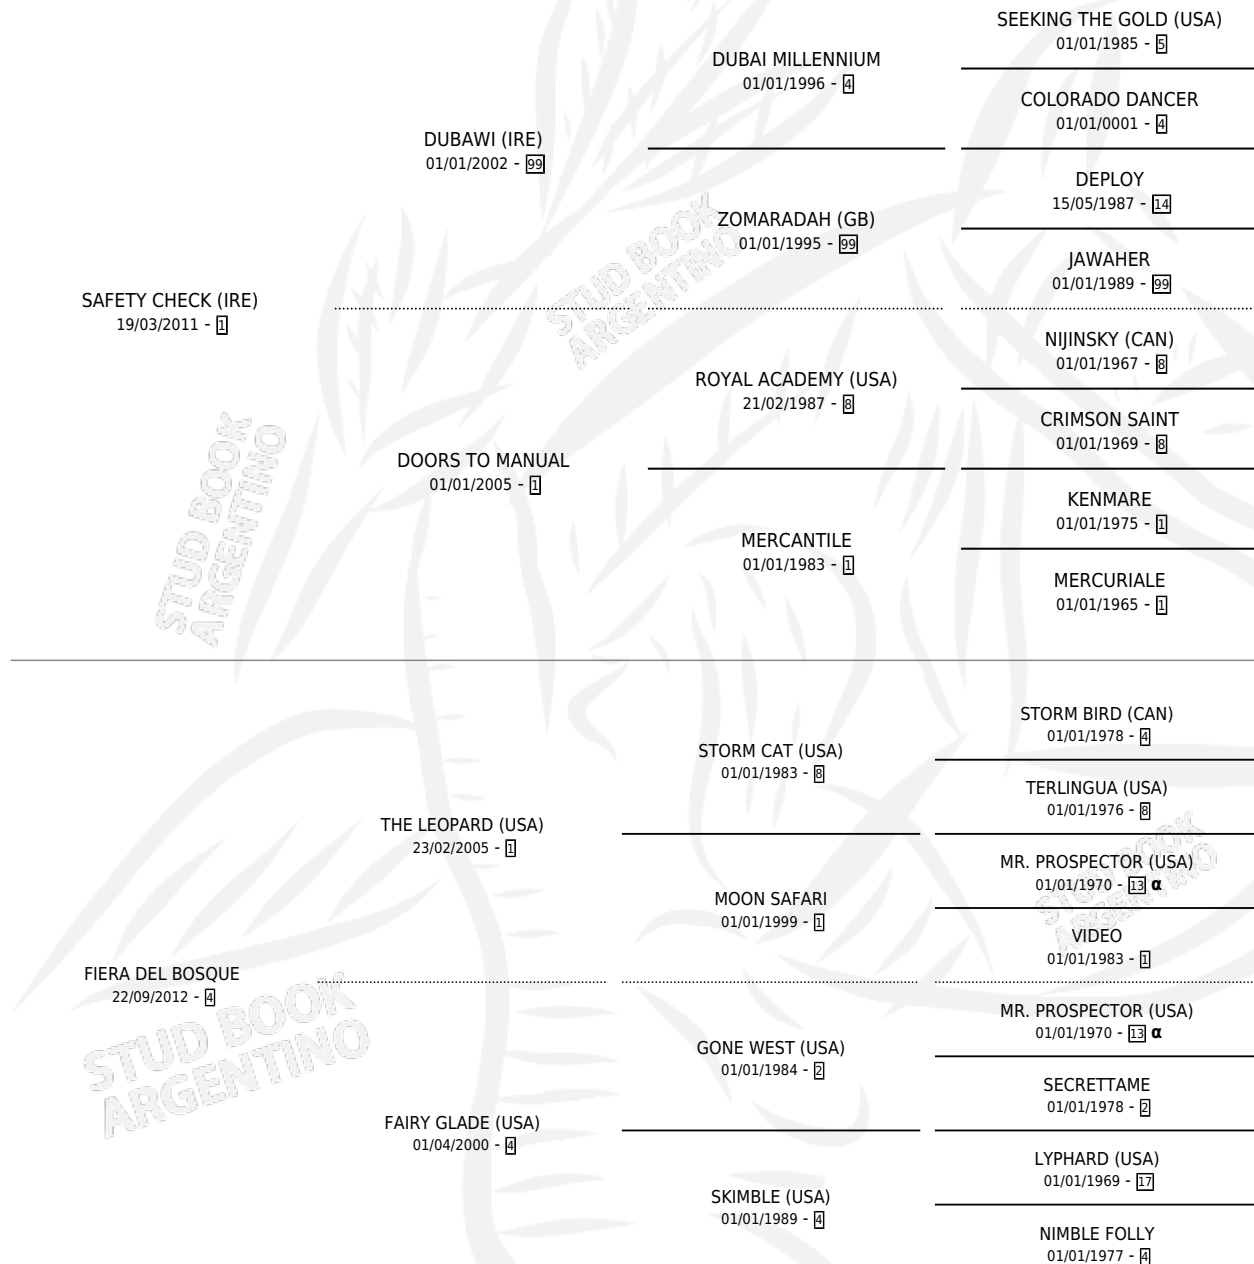 SEEKING THE GOLD (USA)
01/01/1985 - 5
DUBAI MILLENNIUM
01/01/1996 - 4
COLORADO DANCER
01/01/0001 - 4
DUBAWI (IRE)
01/01/2002 - 99
DEPLOY
15/05/1987 - 14
ZOMARADAH (GB)
01/01/1995 - 99
JAWAHER
01/01/1989 - 99
SAFETY CHECK (IRE)
19/03/2011 - 1
NIJINSKY (CAN)
01/01/1967 - 8
ROYAL ACADEMY (USA)
21/02/1987 - 8
CRIMSON SAINT
01/01/1969 - 8
DOORS TO MANUAL
01/01/2005 - 1
KENMARE
01/01/1975 - 1
MERCANTILE
01/01/1983 - 1
MERCURIALE
01/01/1965 - 1
STORM BIRD (CAN)
01/01/1978 - 4
STORM CAT (USA)
01/01/1983 - 8
TERLINGUA (USA)
01/01/1976 - 8
THE LEOPARD (USA)
23/02/2005 - 1
MR. PROSPECTOR (USA)
01/01/1970 - 13 α
MOON SAFARI
01/01/1999 - 1
VIDEO
01/01/1983 - 1
FIERA DEL BOSQUE
22/09/2012 - 4
MR. PROSPECTOR (USA)
01/01/1970 - 13 α
GONE WEST (USA)
01/01/1984 - 2
SECRETTAME
01/01/1978 - 2
FAIRY GLADE (USA)
01/04/2000 - 4
LYPHARD (USA)
01/01/1969 - 17
SKIMBLE (USA)
01/01/1989 - 4
NIMBLE FOLLY
01/01/1977 - 4
STUD BOOK
ARGENTINO
STUD BOOK
ARGENTINO
STUD BOOK
ARGENTINO
STUD BOOK
ARGENTINO